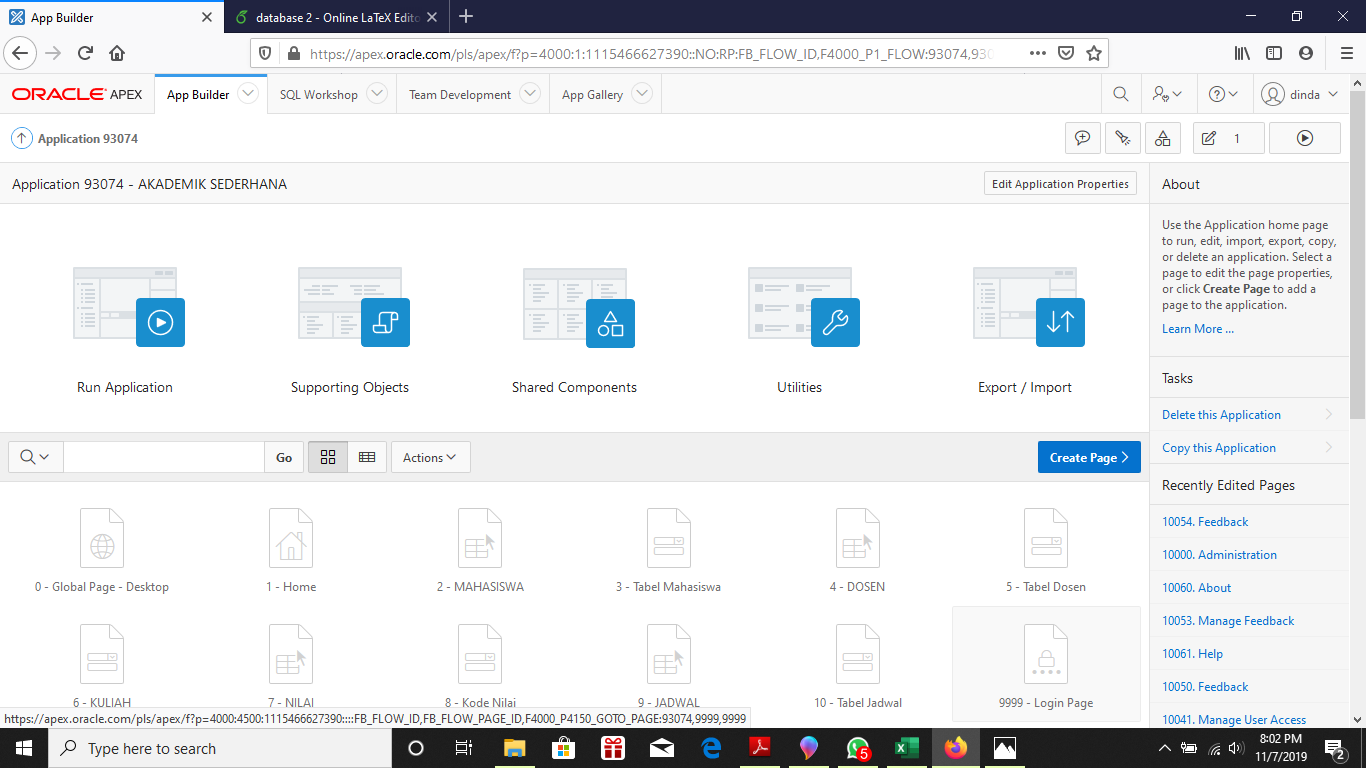 App Builder
database 2 - Online LaTeX Edito
https://apex.oracle.com/pls/apex/f?p=4000:1:1115466627390::NO:RP:FB_FLOW_ID,F4000_P1_FLOW:93074,930
ORACLE APEX
App Builder
SQL Workshop
Team Development
App Gallery
dinda
Application 93074
1
Application 93074 - AKADEMIK SEDERHANA
Edit Application Properties
Run Application
Supporting Objects
Shared Components
Utilities
Export / Import
Go
Actions
Create Page
0 - Global Page - Desktop
1 - Home
2 - MAHASISWA
3 - Tabel Mahasiswa
4 - DOSEN
5 - Tabel Dosen
6 - KULIAH
7 - NILAI
8 - Kode Nilai
9 - JADWAL
10 - Tabel Jadwal
9999 - Login Page
About
Use the Application home page
to run, edit, import, export, copy,
or delete an application. Select a
page to edit the page properties,
or click Create Page to add a
page to the application.
Learn More ...
Tasks
Delete this Application
Copy this Application
Recently Edited Pages
10054. Feedback
10000. Administration
10060. About
10053. Manage Feedback
10061. Help
10050. Feedback
10041. Manage User Access
https://apex.oracle.com/pls/apex/f?p=4000:4500:1115466627390::::FB_FLOW_ID,FB_FLOW_PAGE_ID,F4000_P4150_GOTO_PAGE:93074,9999,9999
Type here to search
5
8:02 PM
11/7/2019
2